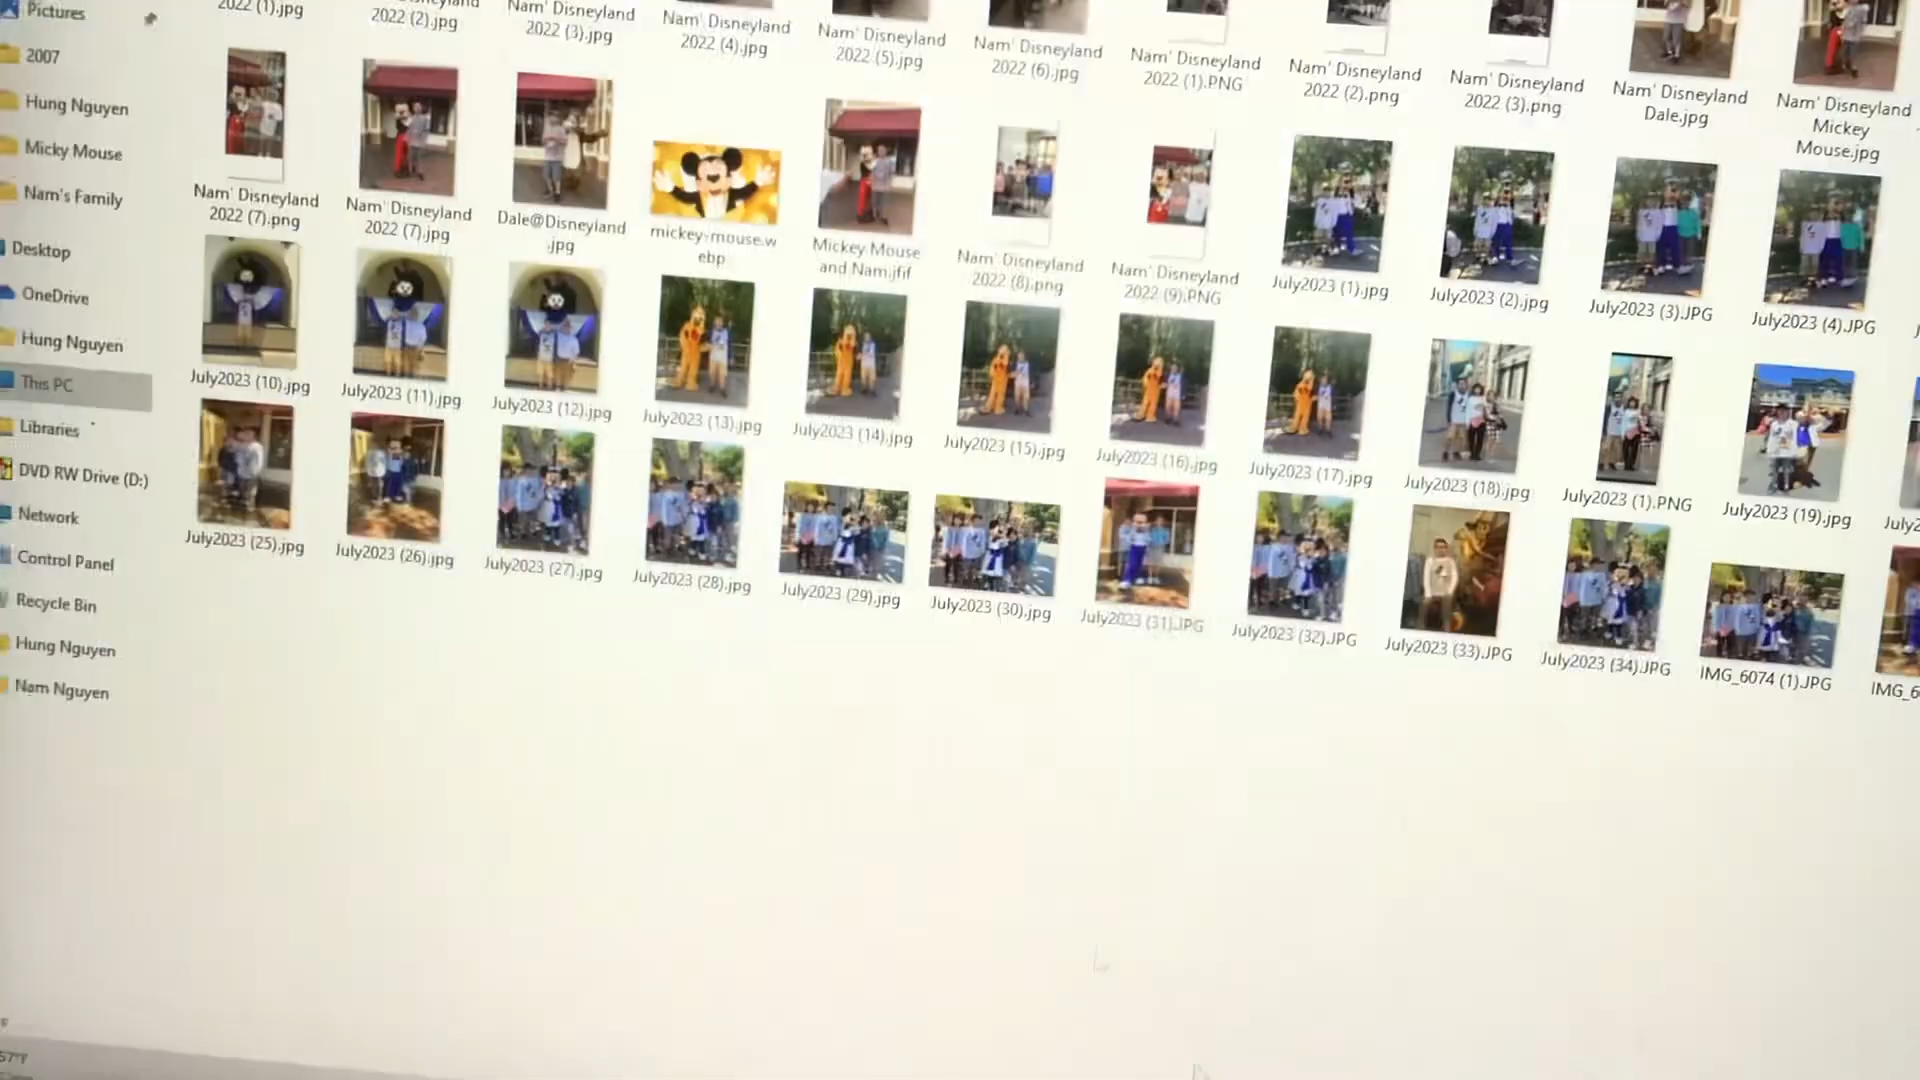 Pictures
2007
Hung Nguyen
Micky Mouse
Nam's Family
Desktop
OneDrive
Hung Nguyen
This PC
Libraries
DVD RW Drive (D:)
Network
Control Panel
Recycle Bin
Hung Nguyen
Nam Nguyen
57°F
2022 (1).jpg
2022 (2).jpg
Nam' Disneyland
2022 (3).jpg
Nam' Disneyland
2022 (4).jpg
Nam' Disneyland
2022 (5).jpg
Nam' Disneyland
2022 (6).jpg
Nam' Disneyland
2022 (1).PNG
Nam' Disneyland
2022 (2).png
Nam' Disneyland
2022 (3).png
Nam' Disneyland
Dale.jpg
Nam' Disneyland
Mickey
Mouse.jpg
Nam' Disneyland
2022 (7).png
Nam' Disneyland
2022 (7).jpg
Dale@Disneyland
.jpg
mickey-mouse.w
ebp
Mickey Mouse
and Nam.jfif
Nam' Disneyland
2022 (8).png
Nam' Disneyland
2022 (9).PNG
July2023 (1).jpg
July2023 (2).jpg
July2023 (3).JPG
July2023 (4).JPG
July2023 (10).jpg
July2023 (11).jpg
July2023 (12).jpg
July2023 (13).jpg
July2023 (14).jpg
July2023 (15).jpg
July2023 (16).jpg
July2023 (17).jpg
July2023 (18).jpg
July2023 (1).PNG
July2023 (19).jpg
July2
July2023 (25).jpg
July2023 (26).jpg
July2023 (27).jpg
July2023 (28).jpg
July2023 (29).jpg
July2023 (30).jpg
July2023 (31).JPG
July2023 (32).JPG
July2023 (33).JPG
July2023 (34).JPG
IMG_6074 (1).JPG
IMG_6